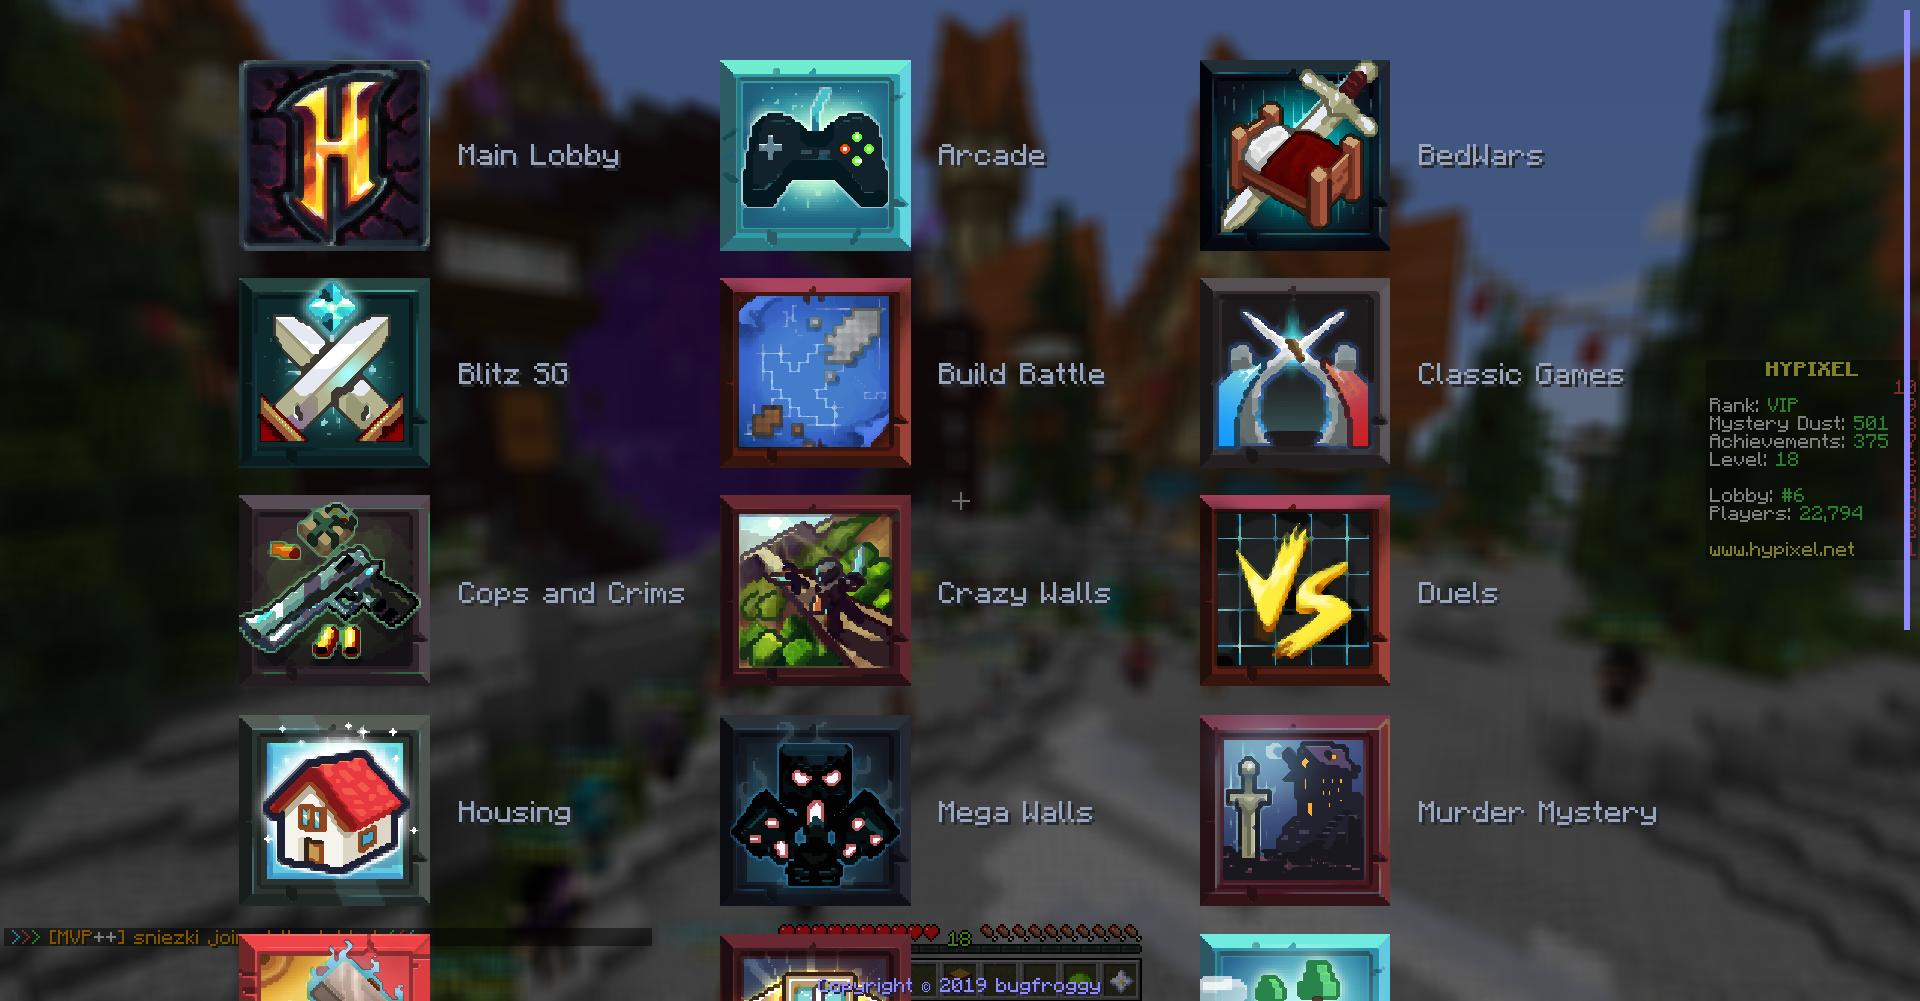 Main Lobby
Arcade
BedWars
Blitz SG
Build Battle
Classic Games
HYPIXEL
Rank: VIP
Mystery Dust: 501
Achievements: 375
Level: 18
Lobby: #6
Players: 22,794
www.hypixel.net
Cops and Crims
Crazy Walls
Duels
VS
Housing
Mega Walls
Murder Mystery
>>> [MVP++] sniezki
18
Copyright © 2019 bugfroggy